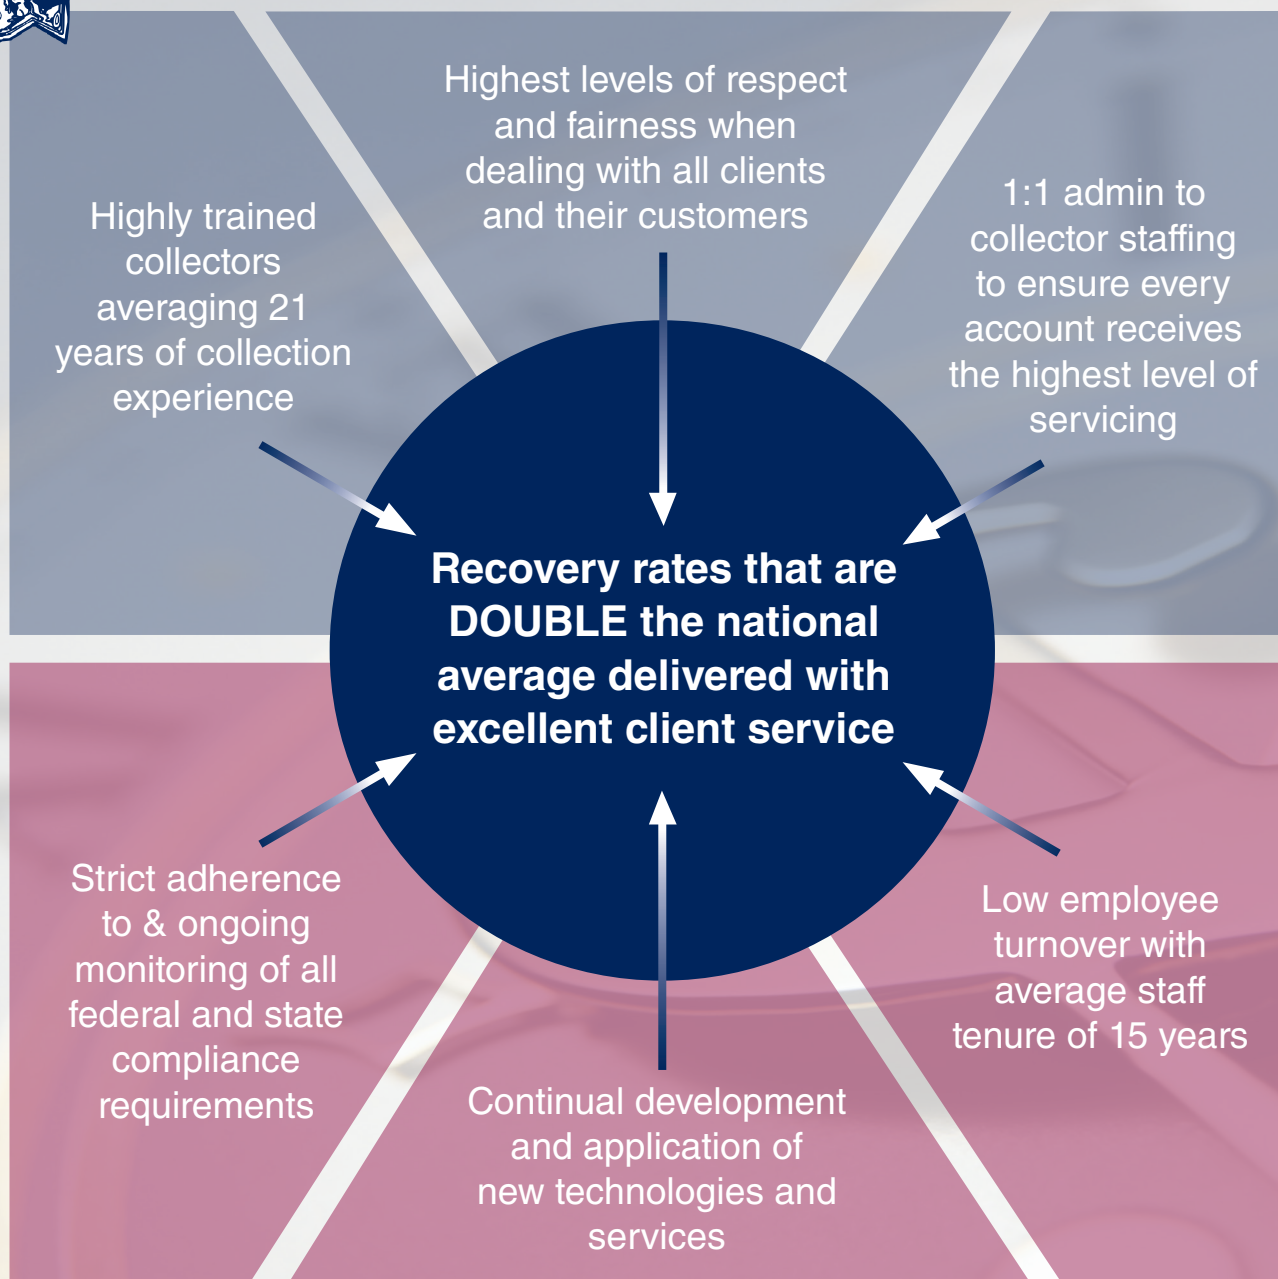 Highest levels of respect
and fairness when
dealing with all clients
and their customers
Highly trained
collectors
averaging 21
years of collection
experience
1:1 admin to
collector staffing
to ensure every
account receives
the highest level of
servicing
Recovery rates that are
DOUBLE the national
average delivered with
excellent client service
Strict adherence
to & ongoing
monitoring of all
federal and state
compliance
requirements
Continual development
and application of
new technologies and
services
Low employee
turnover with
average staff
tenure of 15 years